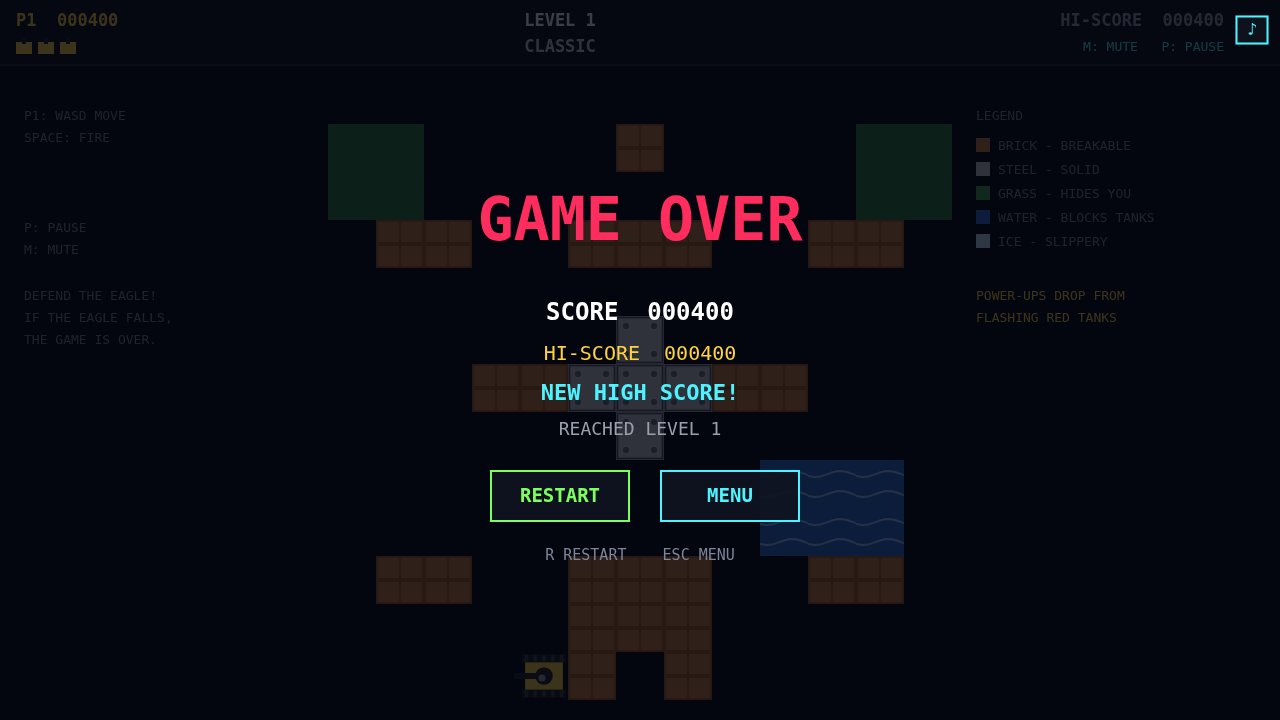 P1  000400
LEVEL 1
HI-SCORE  000400
♪
CLASSIC
M: MUTE   P: PAUSE
P1: WASD MOVE
SPACE: FIRE
P: PAUSE
M: MUTE
DEFEND THE EAGLE!
IF THE EAGLE FALLS,
THE GAME IS OVER.
GAME OVER
SCORE  000400
HI-SCORE  000400
NEW HIGH SCORE!
REACHED LEVEL 1
RESTART
MENU
R RESTART    ESC MENU
LEGEND
BRICK - BREAKABLE
STEEL - SOLID
GRASS - HIDES YOU
WATER - BLOCKS TANKS
ICE - SLIPPERY
POWER-UPS DROP FROM
FLASHING RED TANKS